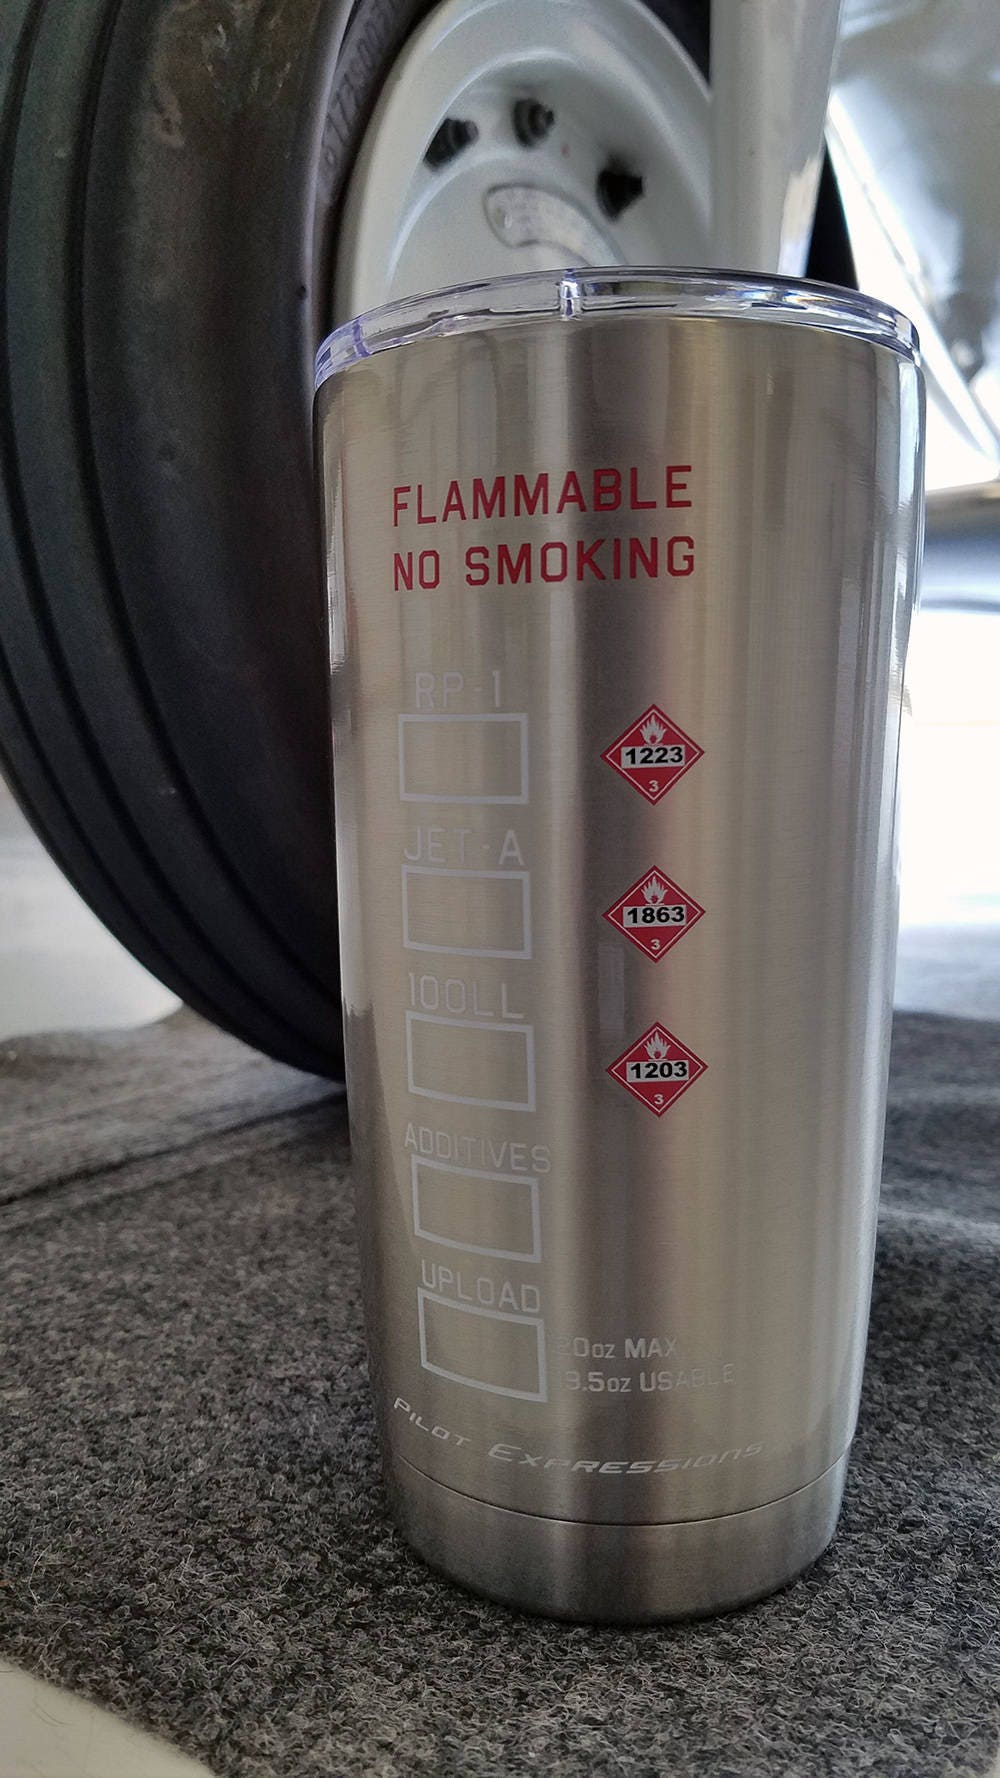 FLAMMABLE
NO SMOKING
RP-1
1223
3
JET-A
1863
3
100LL
1203
3
ADDITIVES
UPLOAD
20oz MAX
USABLE
PILOT EXPRESSIONS